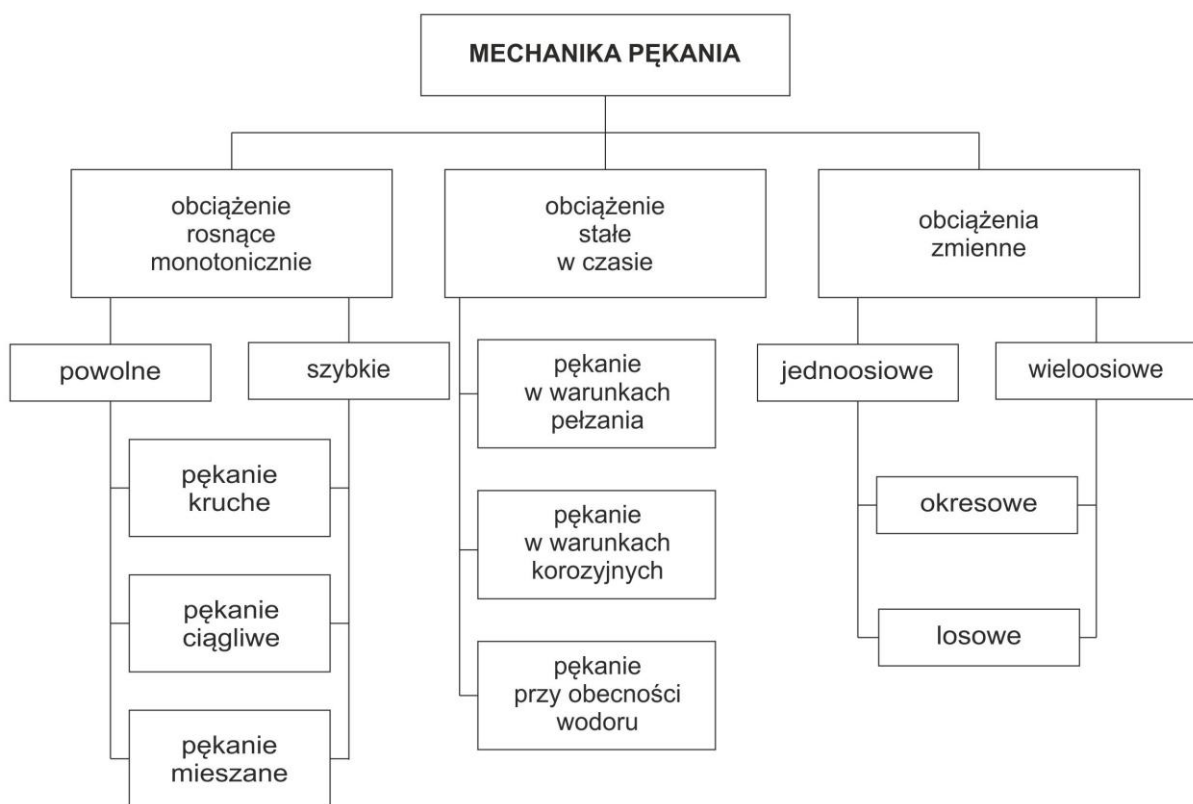 MECHANIKA PĘKANIA
obciążenie
rosnące
monotonicznie
obciążenie
stałe
w czasie
obciążenia
zmienne
powolne
szybkie
pękanie
kruche
pękanie
ciągliwe
pękanie
mieszane
pękanie
w warunkach
pełzania
pękanie
w warunkach
korozyjnych
pękanie
przy obecności
wodoru
jednoosiowe
wieloosiowe
okresowe
losowe